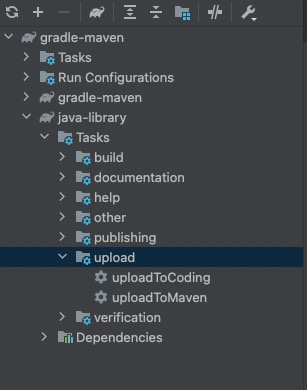 gradle-maven
Tasks
Run Configurations
gradle-maven
java-library
Tasks
build
documentation
help
other
publishing
upload
uploadToCoding
uploadToMaven
verification
Dependencies